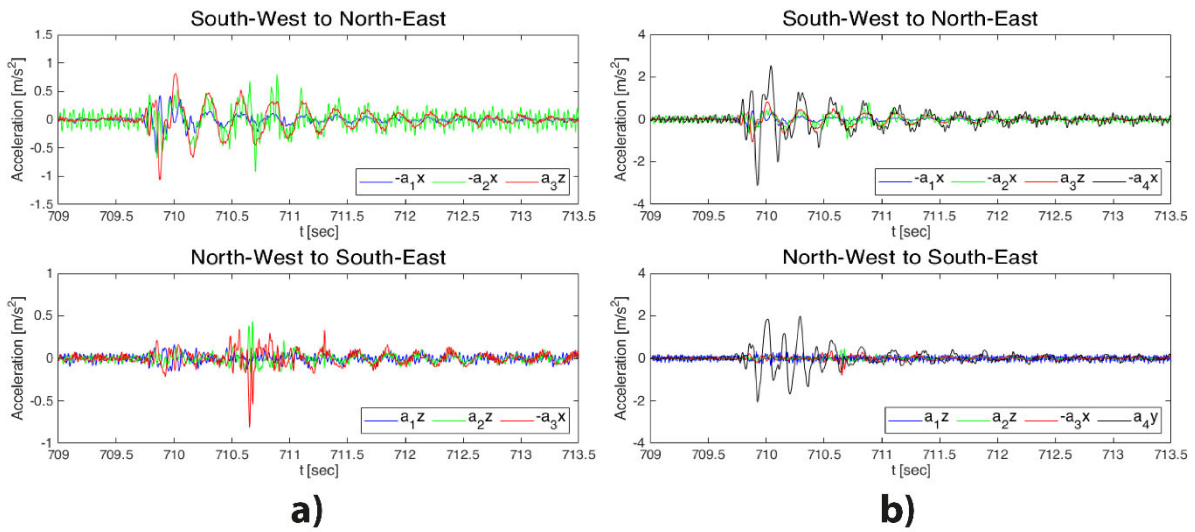 South-West to North-East
1.5
1
0.5
0
-0.5
-1
-1.5
Acceleration [m/s²]
-a₁x -a₂x a₃z
709 709.5 710 710.5 711 711.5 712 712.5 713 713.5
t [sec]
North-West to South-East
1
0.5
0
-0.5
-1
Acceleration [m/s²]
a₁z a₂z -a₃x
709 709.5 710 710.5 711 711.5 712 712.5 713 713.5
t [sec]
a)
South-West to North-East
4
2
0
-2
-4
Acceleration [m/s²]
-a₁x -a₂x a₃z -a₄x
709 709.5 710 710.5 711 711.5 712 712.5 713 713.5
t [sec]
North-West to South-East
4
2
0
-2
-4
Acceleration [m/s²]
a₁z a₂z -a₃x a₄y
709 709.5 710 710.5 711 711.5 712 712.5 713 713.5
t [sec]
b)